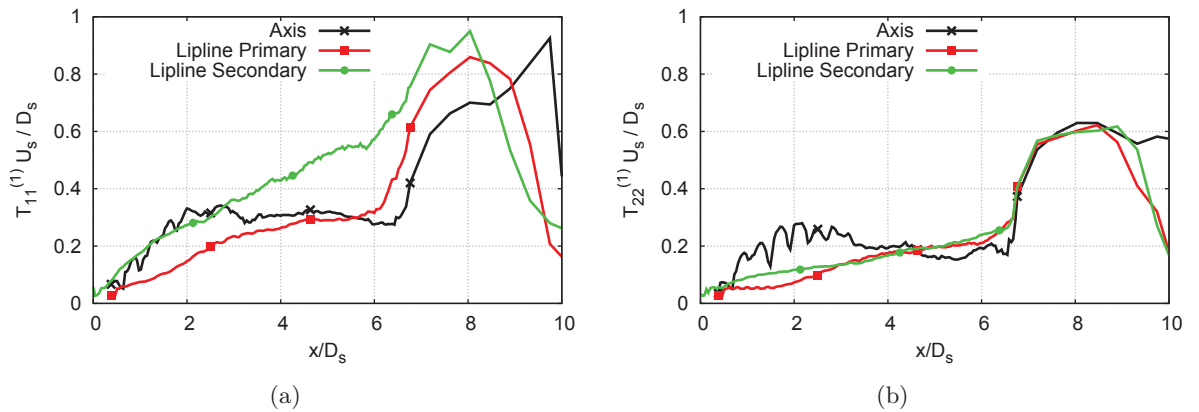 1
0.8
0.6
0.4
0.2
0
T₁₁⁽¹⁾ Uₛ / Dₛ
Axis
Lipline Primary
Lipline Secondary
0 2 4 6 8 10
x/Dₛ
(a)
1
0.8
0.6
0.4
0.2
0
T₂₂⁽¹⁾ Uₛ / Dₛ
Axis
Lipline Primary
Lipline Secondary
0 2 4 6 8 10
x/Dₛ
(b)